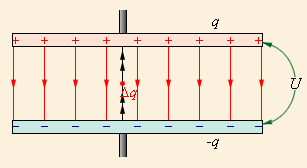 q
+ + + + + + + + +
Δq
U
- - - - - - - - -
-q